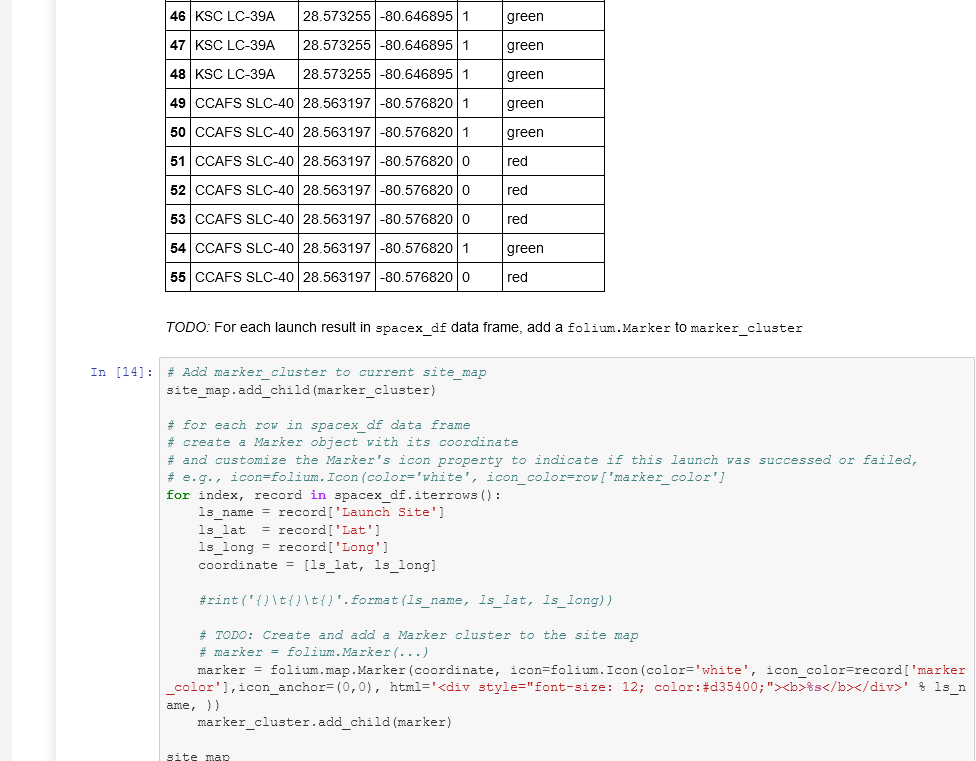 46 KSC LC-39A 28.573255 -80.646895 1 green
47 KSC LC-39A 28.573255 -80.646895 1 green
48 KSC LC-39A 28.573255 -80.646895 1 green
49 CCAFS SLC-40 28.563197 -80.576820 1 green
50 CCAFS SLC-40 28.563197 -80.576820 1 green
51 CCAFS SLC-40 28.563197 -80.576820 0 red
52 CCAFS SLC-40 28.563197 -80.576820 0 red
53 CCAFS SLC-40 28.563197 -80.576820 0 red
54 CCAFS SLC-40 28.563197 -80.576820 1 green
55 CCAFS SLC-40 28.563197 -80.576820 0 red
TODO: For each launch result in spacex_df data frame, add a folium.Marker to marker_cluster
In [14]: # Add marker_cluster to current site_map
site_map.add_child(marker_cluster)
# for each row in spacex_df data frame
# create a Marker object with its coordinate
# and customize the Marker's icon property to indicate if this launch was successed or failed,
# e.g., icon=folium.Icon(color='white', icon_color=row['marker_color']
for index, record in spacex_df.iterrows():
    ls_name = record['Launch Site']
    ls_lat  = record['Lat']
    ls_long = record['Long']
    coordinate = [ls_lat, ls_long]
    #rint('{}\t{}\t{}'.format(ls_name, ls_lat, ls_long))
    # TODO: Create and add a Marker cluster to the site map
    # marker = folium.Marker(...)
    marker = folium.map.Marker(coordinate, icon=folium.Icon(color='white', icon_color=record['marker
_color'],icon_anchor=(0,0), html='<div style="font-size: 12; color:#d35400;"><b>%s</b></div>' % ls_n
ame, ))
    marker_cluster.add_child(marker)
site_map